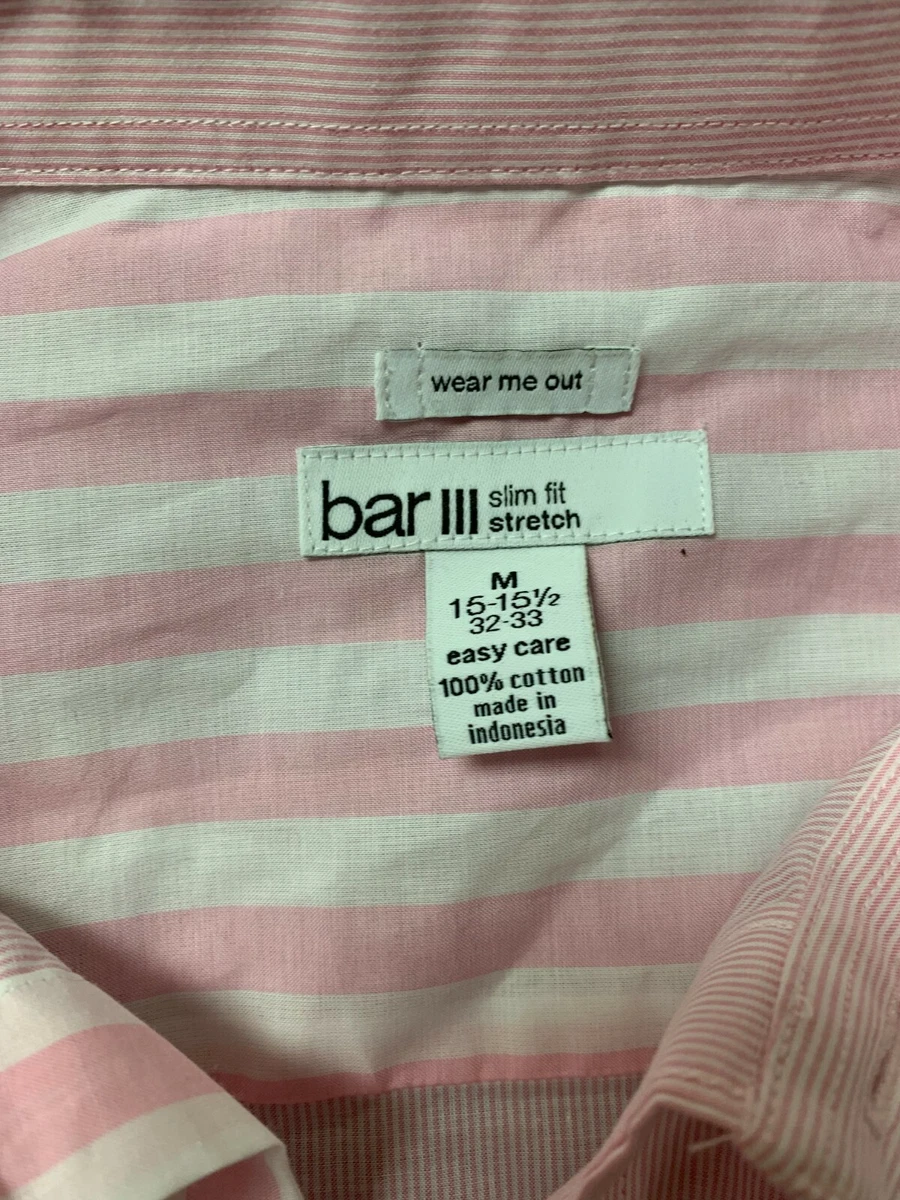 wear me out
bar III slim fit
stretch
M
15-15½
32-33
easy care
100% cotton
made in
indonesia